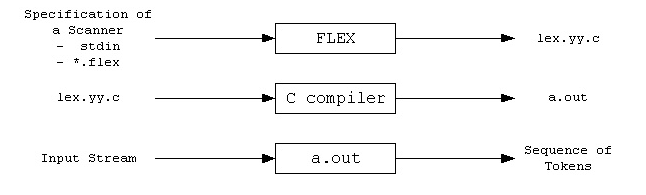 Specification of
a Scanner
- stdin
- *.flex
FLEX
lex.yy.c
lex.yy.c
C compiler
a.out
Input Stream
a.out
Sequence of
Tokens